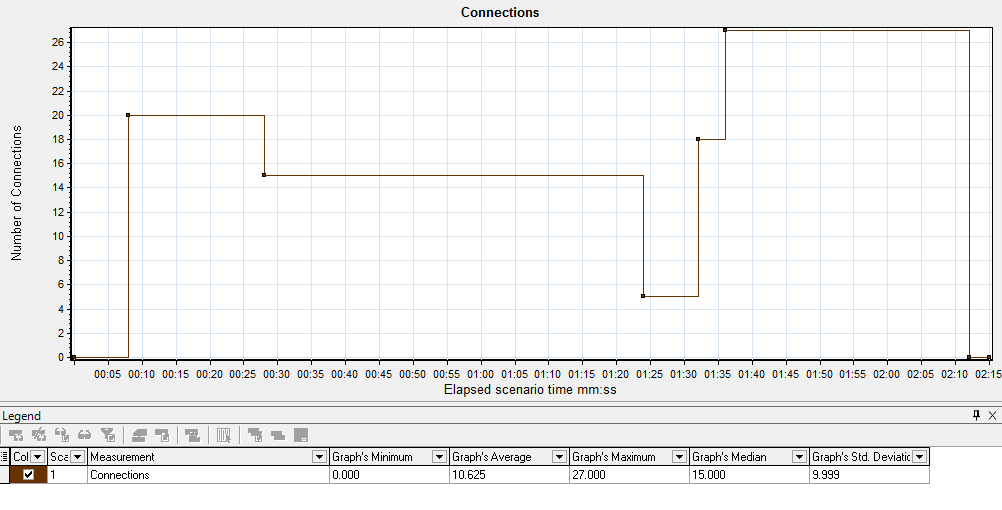 Connections
Number of Connections
26
24
22
20
18
16
14
12
10
8
6
4
2
0
00:05 00:10 00:15 00:20 00:25 00:30 00:35 00:40 00:45 00:50 00:55 01:00 01:05 01:10 01:15 01:20 01:25 01:30 01:35 01:40 01:45 01:50 01:55 02:00 02:05 02:10 02:15
Elapsed scenario time mm:ss
Legend
Col Sca Measurement Graph's Minimum Graph's Average Graph's Maximum Graph's Median Graph's Std. Deviatic
1 Connections 0.000 10.625 27.000 15.000 9.999